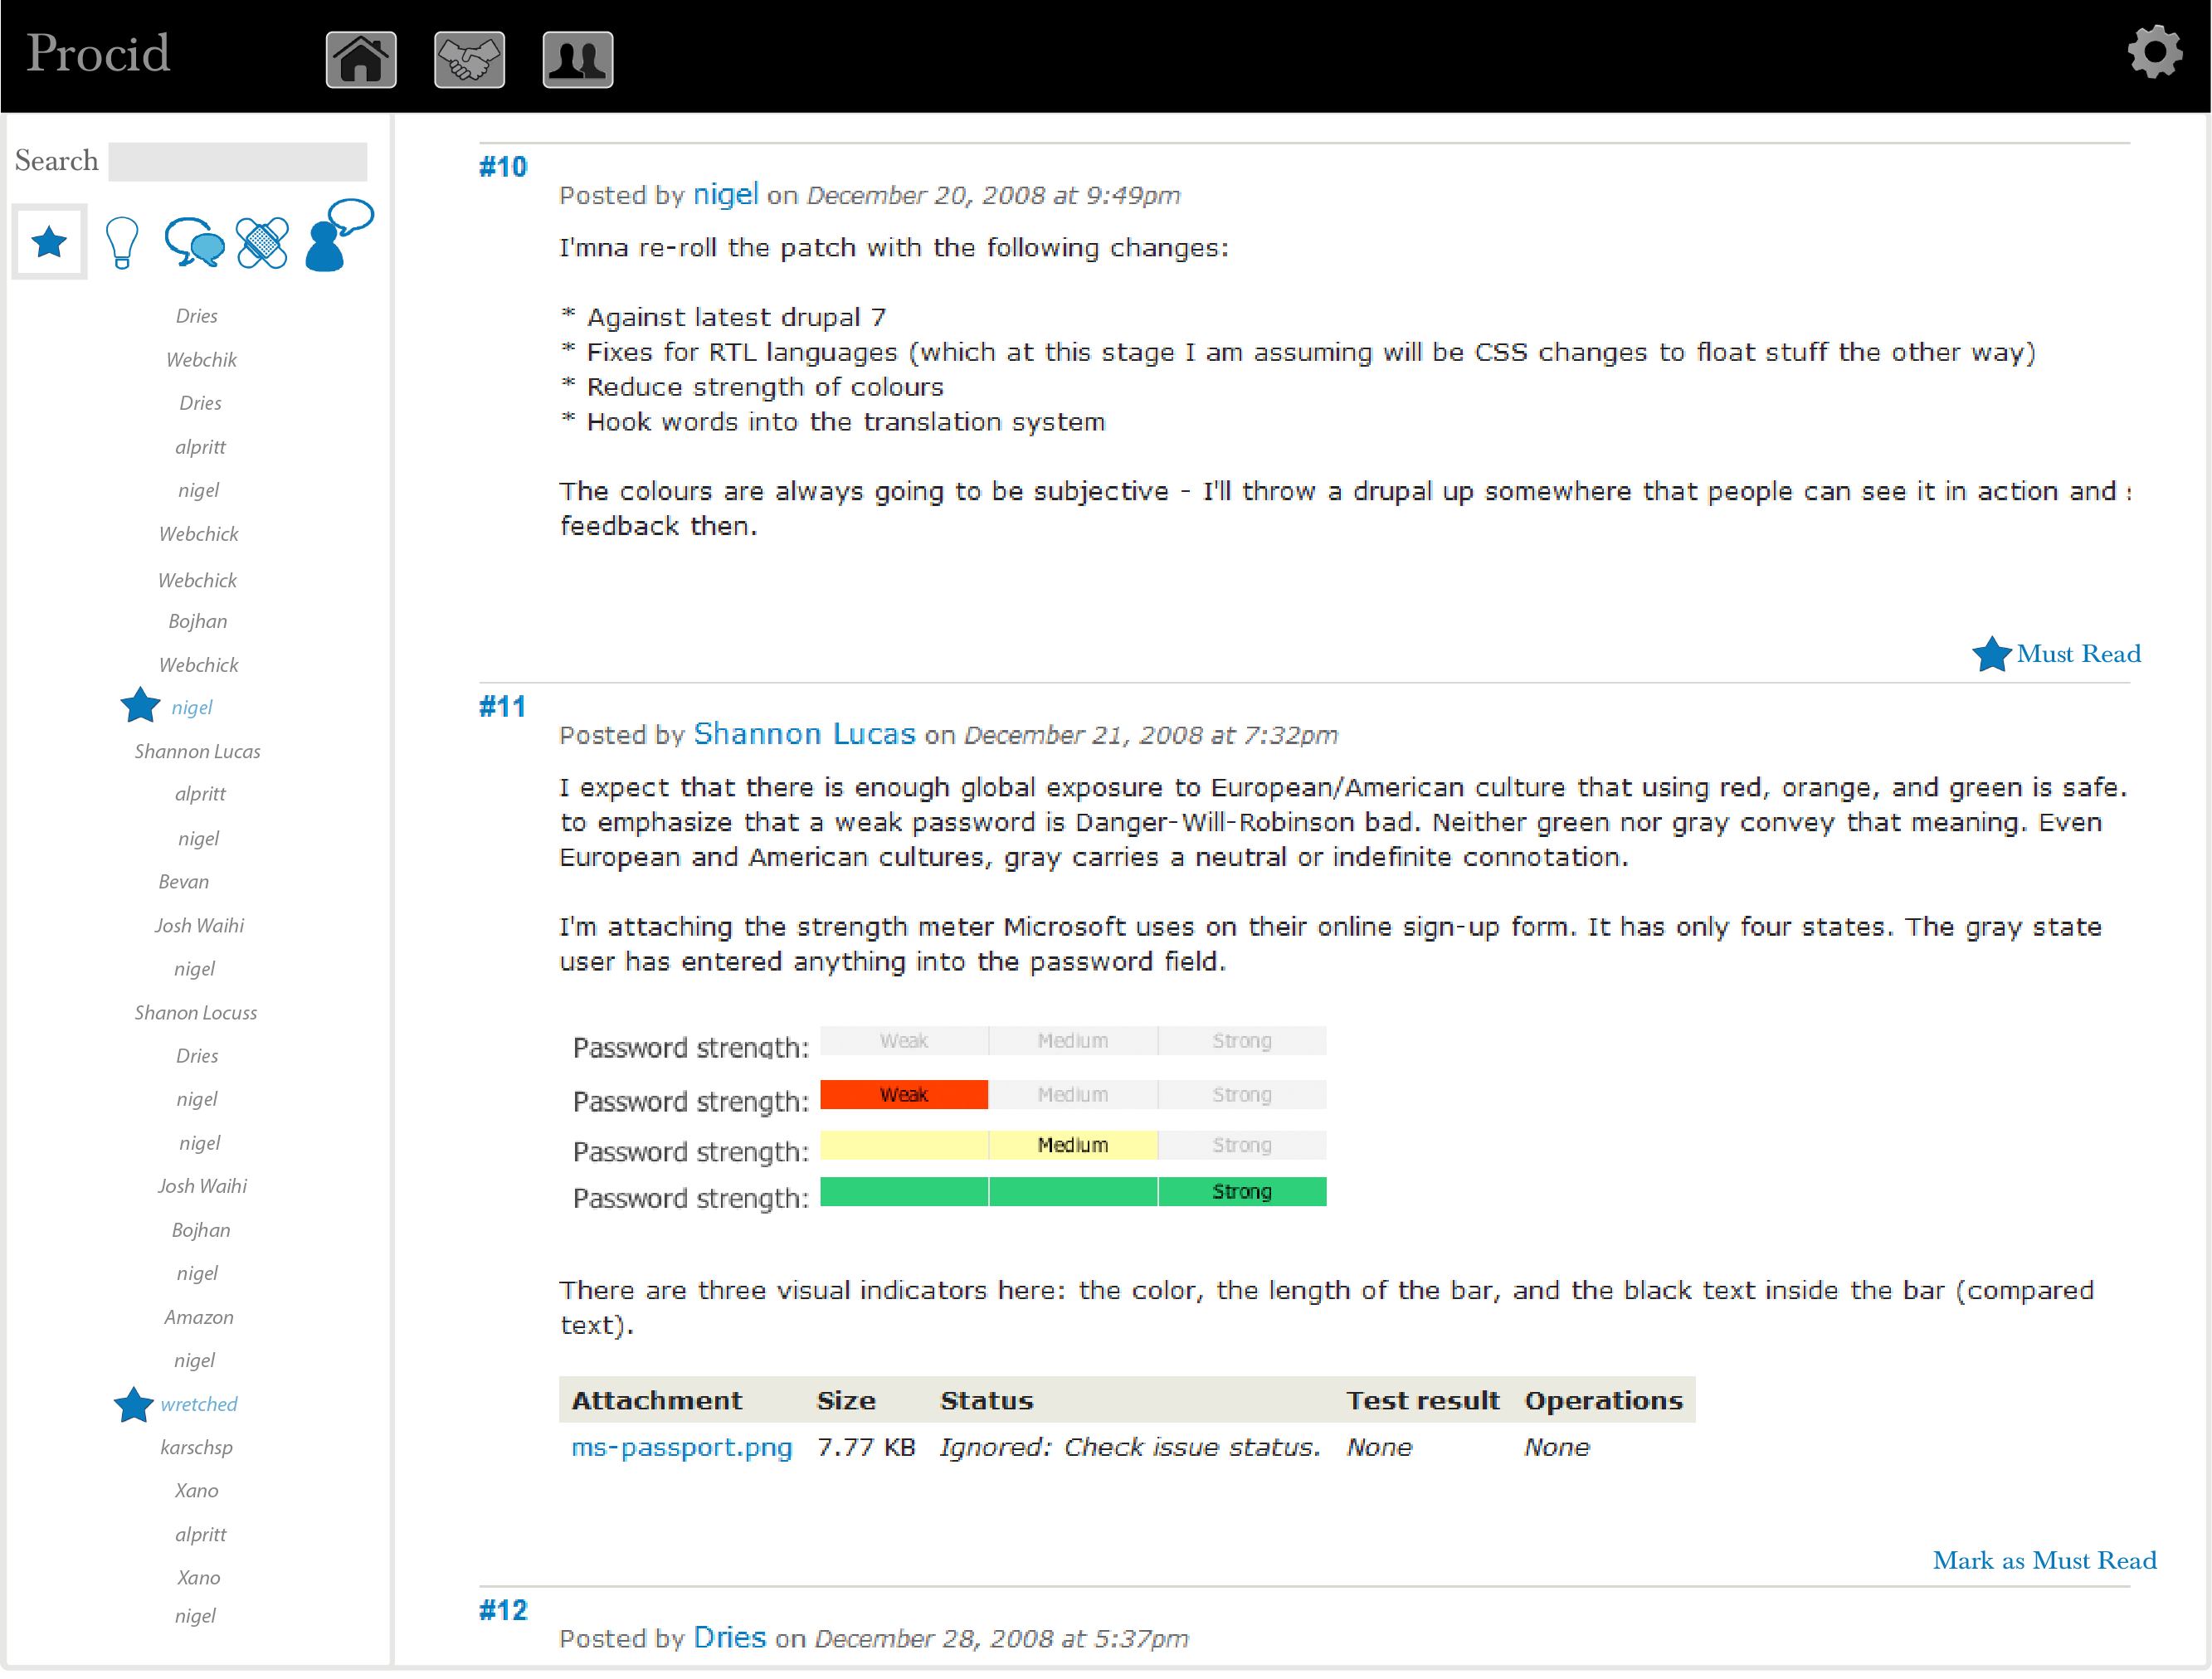 Procid
Search
Dries
Webchik
Dries
alpritt
nigel
Webchick
Webchick
Bojhan
Webchick
nigel
Shannon Lucas
alpritt
nigel
Bevan
Josh Waihi
nigel
Shanon Locuss
Dries
nigel
nigel
Josh Waihi
Bojhan
nigel
Amazon
nigel
wretched
karschsp
Xano
alpritt
Xano
nigel
#10
Posted by nigel on December 20, 2008 at 9:49pm
I'mna re-roll the patch with the following changes:
* Against latest drupal 7
* Fixes for RTL languages (which at this stage I am assuming will be CSS changes to float stuff the other way)
* Reduce strength of colours
* Hook words into the translation system
The colours are always going to be subjective - I'll throw a drupal up somewhere that people can see it in action and
feedback then.
Must Read
#11
Posted by Shannon Lucas on December 21, 2008 at 7:32pm
I expect that there is enough global exposure to European/American culture that using red, orange, and green is safe.
to emphasize that a weak password is Danger-Will-Robinson bad. Neither green nor gray convey that meaning. Even
European and American cultures, gray carries a neutral or indefinite connotation.
I'm attaching the strength meter Microsoft uses on their online sign-up form. It has only four states. The gray state
user has entered anything into the password field.
Password strength: Weak Medium Strong
Password strength: Weak Medium Strong
Password strength: Medium Strong
Password strength: Strong
There are three visual indicators here: the color, the length of the bar, and the black text inside the bar (compared
text).
Attachment Size Status Test result Operations
ms-passport.png 7.77 KB Ignored: Check issue status. None None
Mark as Must Read
#12
Posted by Dries on December 28, 2008 at 5:37pm